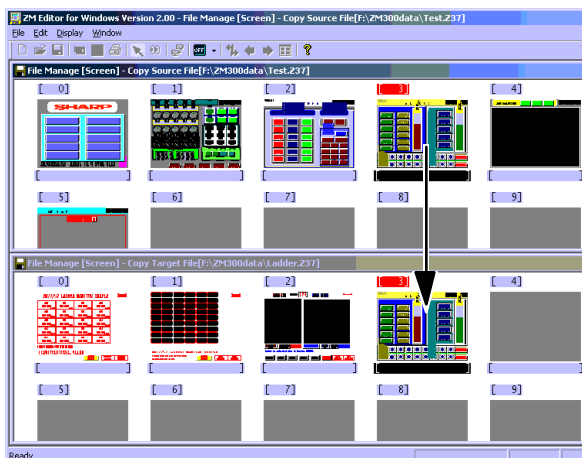 ZM Editor for Windows Version 2.00 - File Manage [Screen] - Copy Source File[F:\ZM300data\Test.Z37]
File Edit Display Window
File Manage [Screen] - Copy Source File[F:\ZM300data\Test.Z37]
[ 0] [ 1] [ 2] [ 3] [ 4]
SHARP
[ 5] [ 6] [ 7] [ 8] [ 9]
File Manage [Screen] - Copy Target File[F:\ZM300data\Ladder.Z37]
[ 0] [ 1] [ 2] [ 3] [ 4]
[ 5] [ 6] [ 7] [ 8] [ 9]
Ready